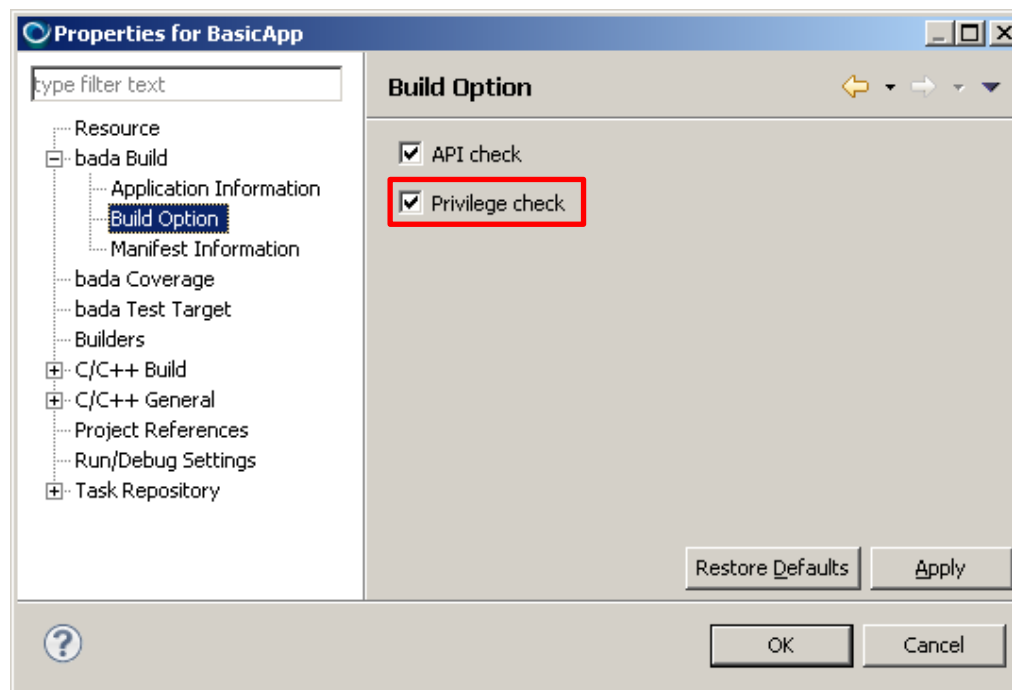 Properties for BasicApp
type filter text
Resource
bada Build
Application Information
Build Option
Manifest Information
bada Coverage
bada Test Target
Builders
C/C++ Build
C/C++ General
Project References
Run/Debug Settings
Task Repository
Build Option
API check
Privilege check
Restore Defaults
Apply
?
OK
Cancel